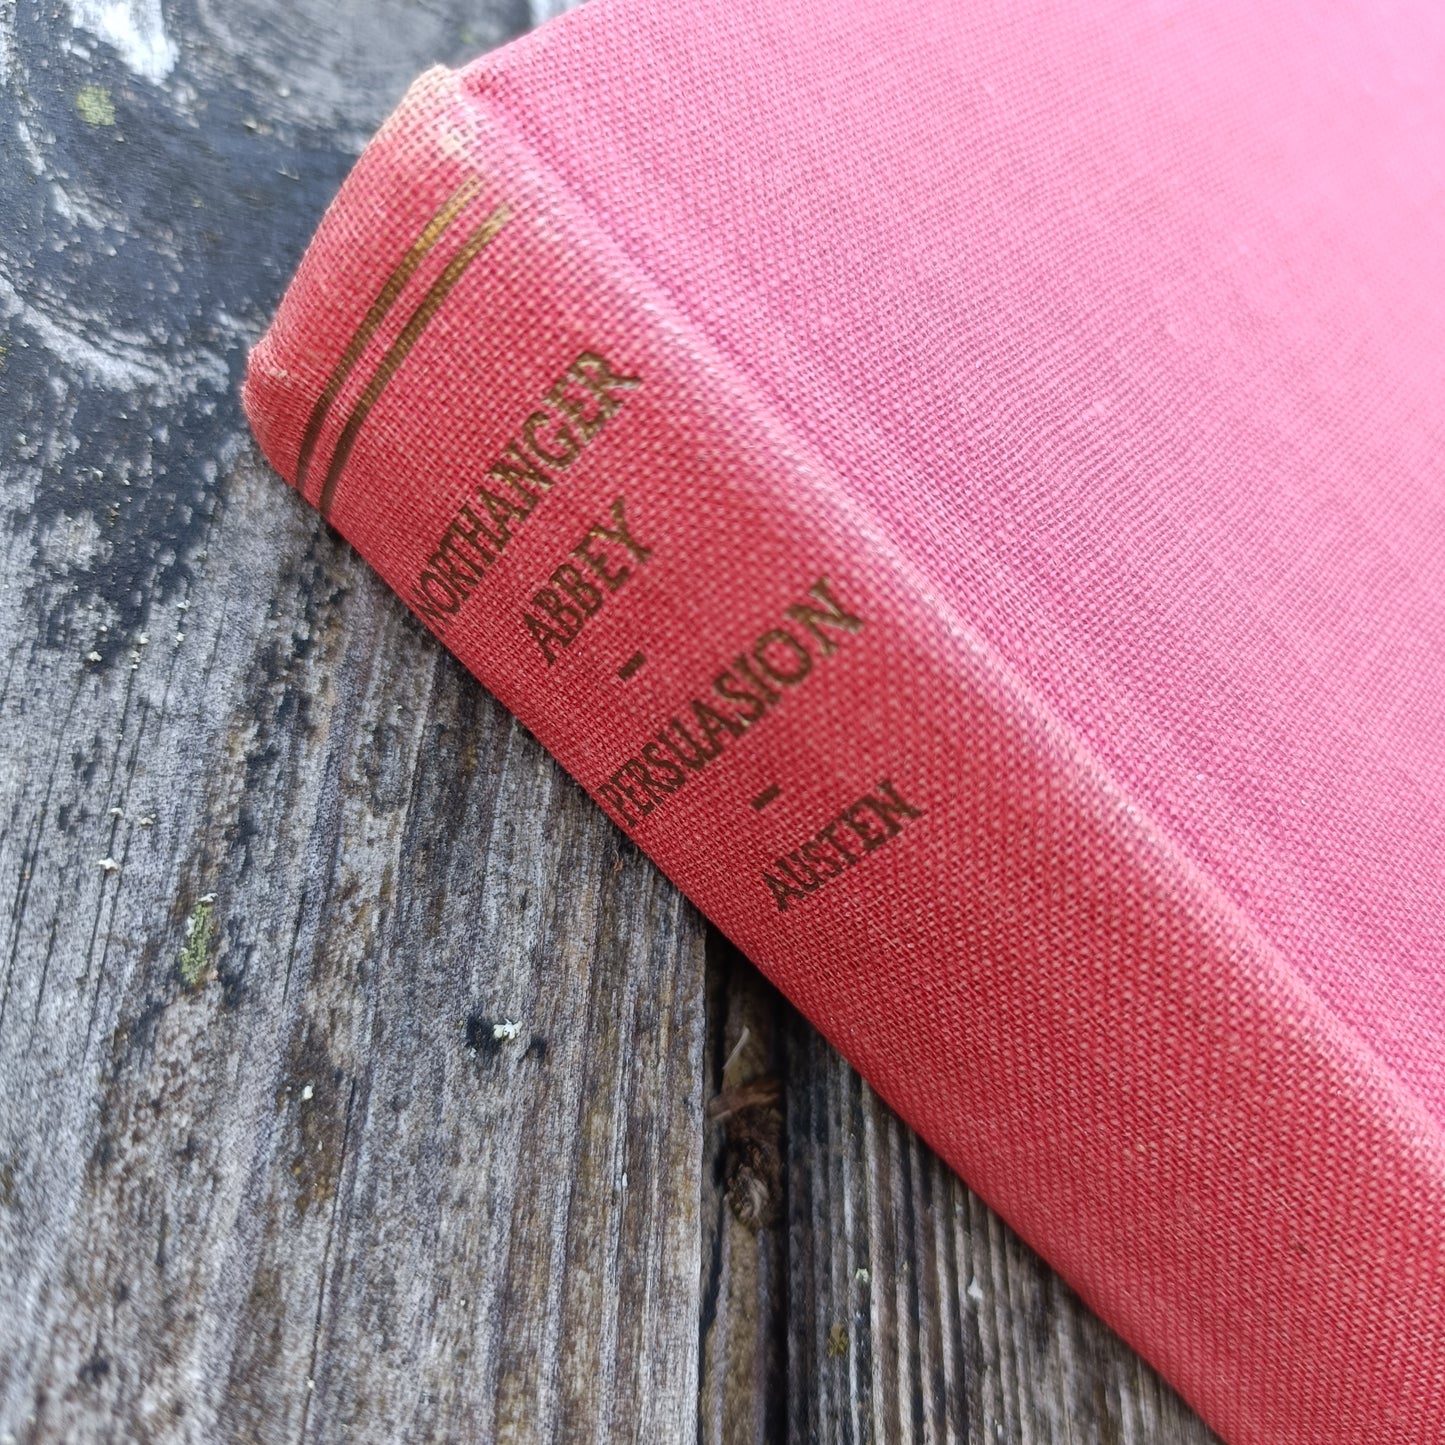 NORTHANGER
ABBEY
-
PERSUASION
-
AUSTEN